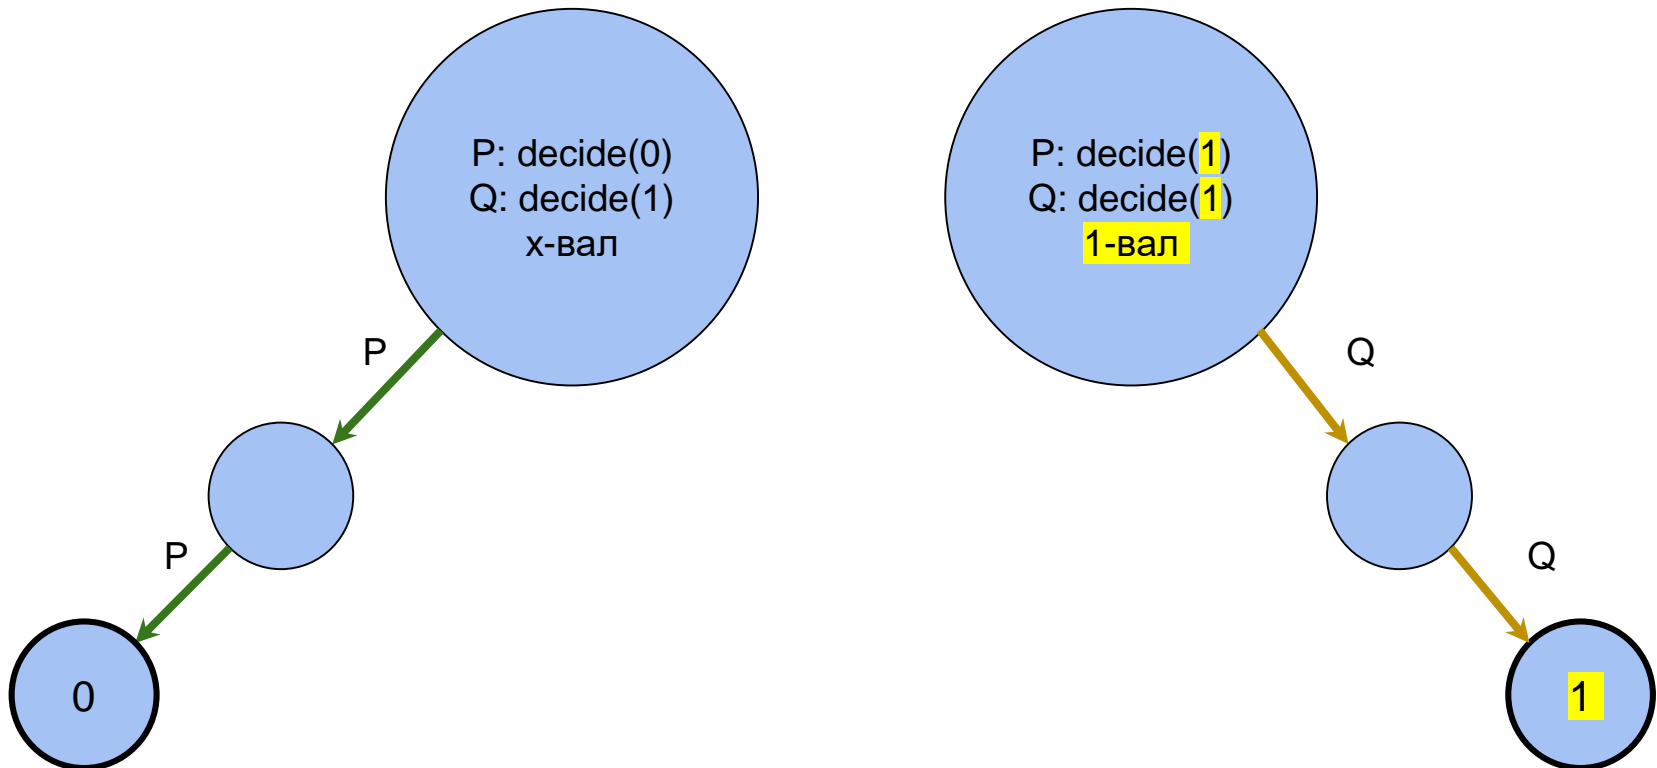 P: decide(0)
Q: decide(1)
x-вал
P: decide(1)
Q: decide(1)
1-вал
P
Q
P
Q
0
1